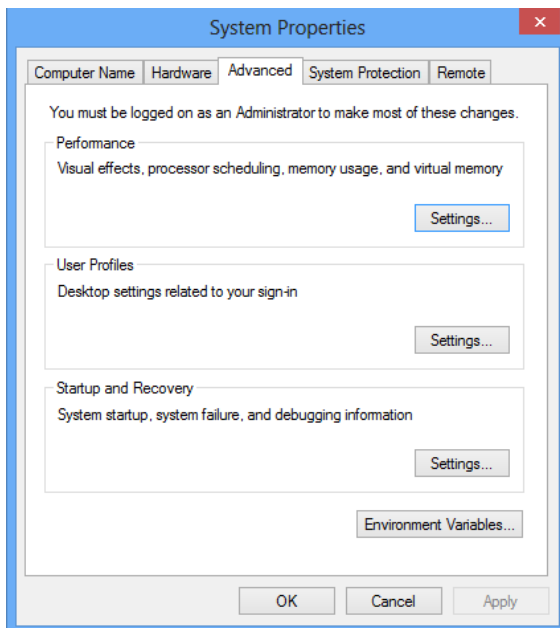 System Properties
Computer Name Hardware Advanced System Protection Remote
You must be logged on as an Administrator to make most of these changes.
Performance
Visual effects, processor scheduling, memory usage, and virtual memory
Settings...
User Profiles
Desktop settings related to your sign-in
Settings...
Startup and Recovery
System startup, system failure, and debugging information
Settings...
Environment Variables...
OK Cancel Apply